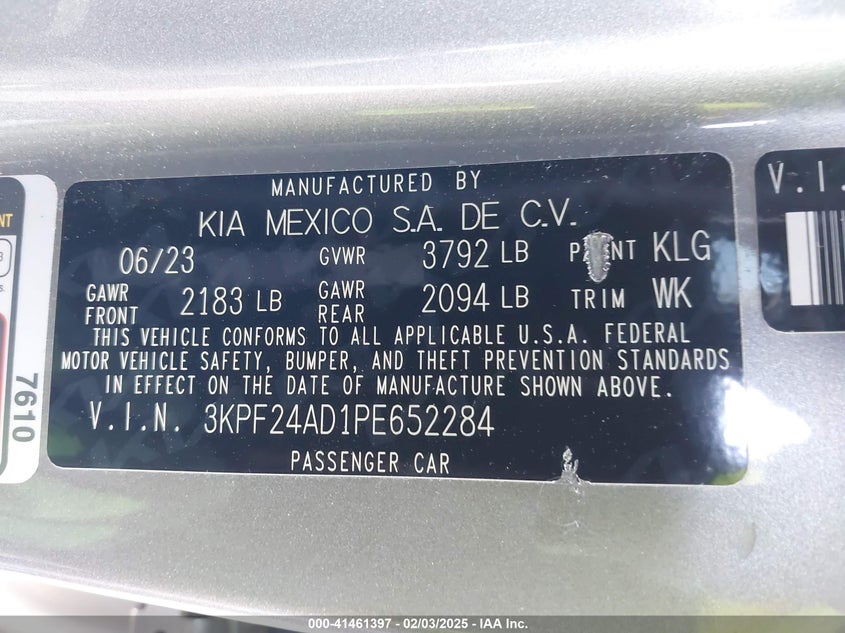 MANUFACTURED BY
KIA MEXICO S.A. DE C.V.
06/23 GVWR 3792 LB P NT KLG
GAWR FRONT 2183 LB GAWR REAR 2094 LB TRIM WK
THIS VEHICLE CONFORMS TO ALL APPLICABLE U.S.A. FEDERAL
MOTOR VEHICLE SAFETY, BUMPER, AND THEFT PREVENTION STANDARDS
IN EFFECT ON THE DATE OF MANUFACTURE SHOWN ABOVE.
V.I.N. 3KPF24AD1PE652284
PASSENGER CAR
7610
V.I.
000-41461397 - 02/03/2025 - IAA Inc.